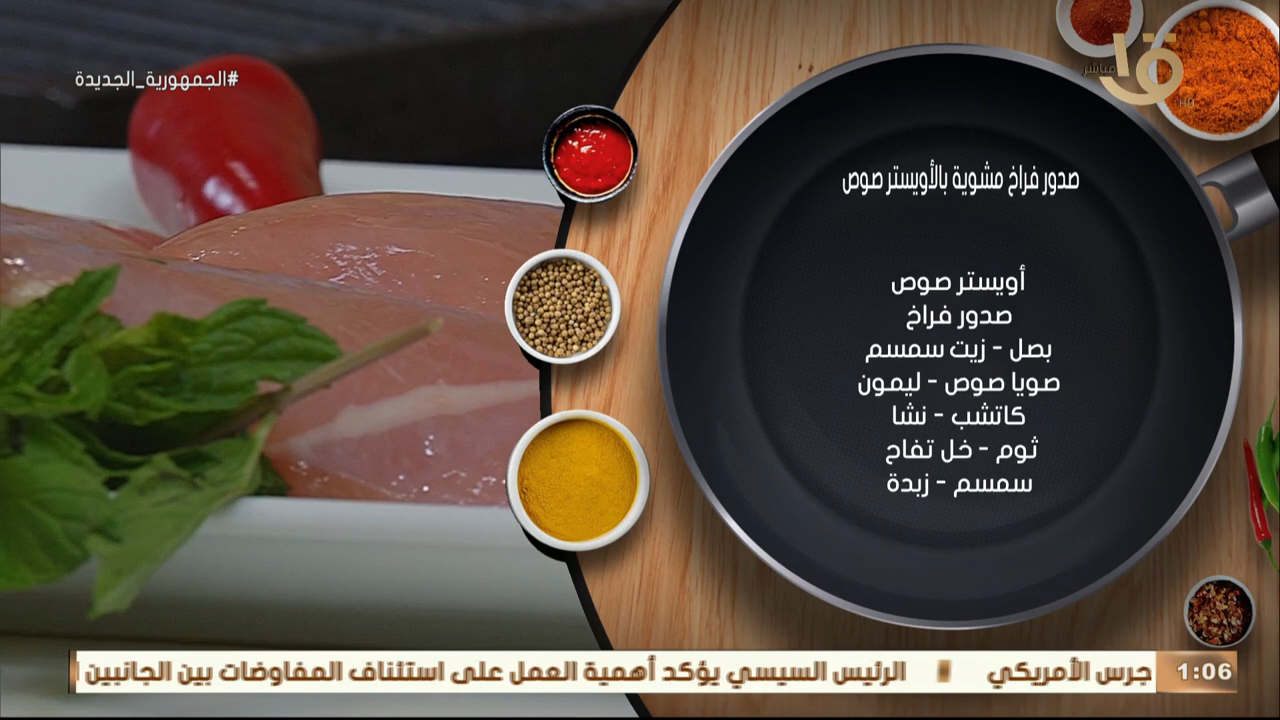 #الجمهورية_الجديدة
مباشر
HD
صدور فراخ مشوية بالأويستر صوص
أويستر صوص
صدور فراخ
بصل - زيت سمسم
صويا صوص - ليمون
كاتشب - نشا
ثوم - خل تفاح
سمسم - زبدة
1:06
جرس الأمريكي
الرئيس السيسي يؤكد أهمية العمل على استئناف المفاوضات بين الجانبين